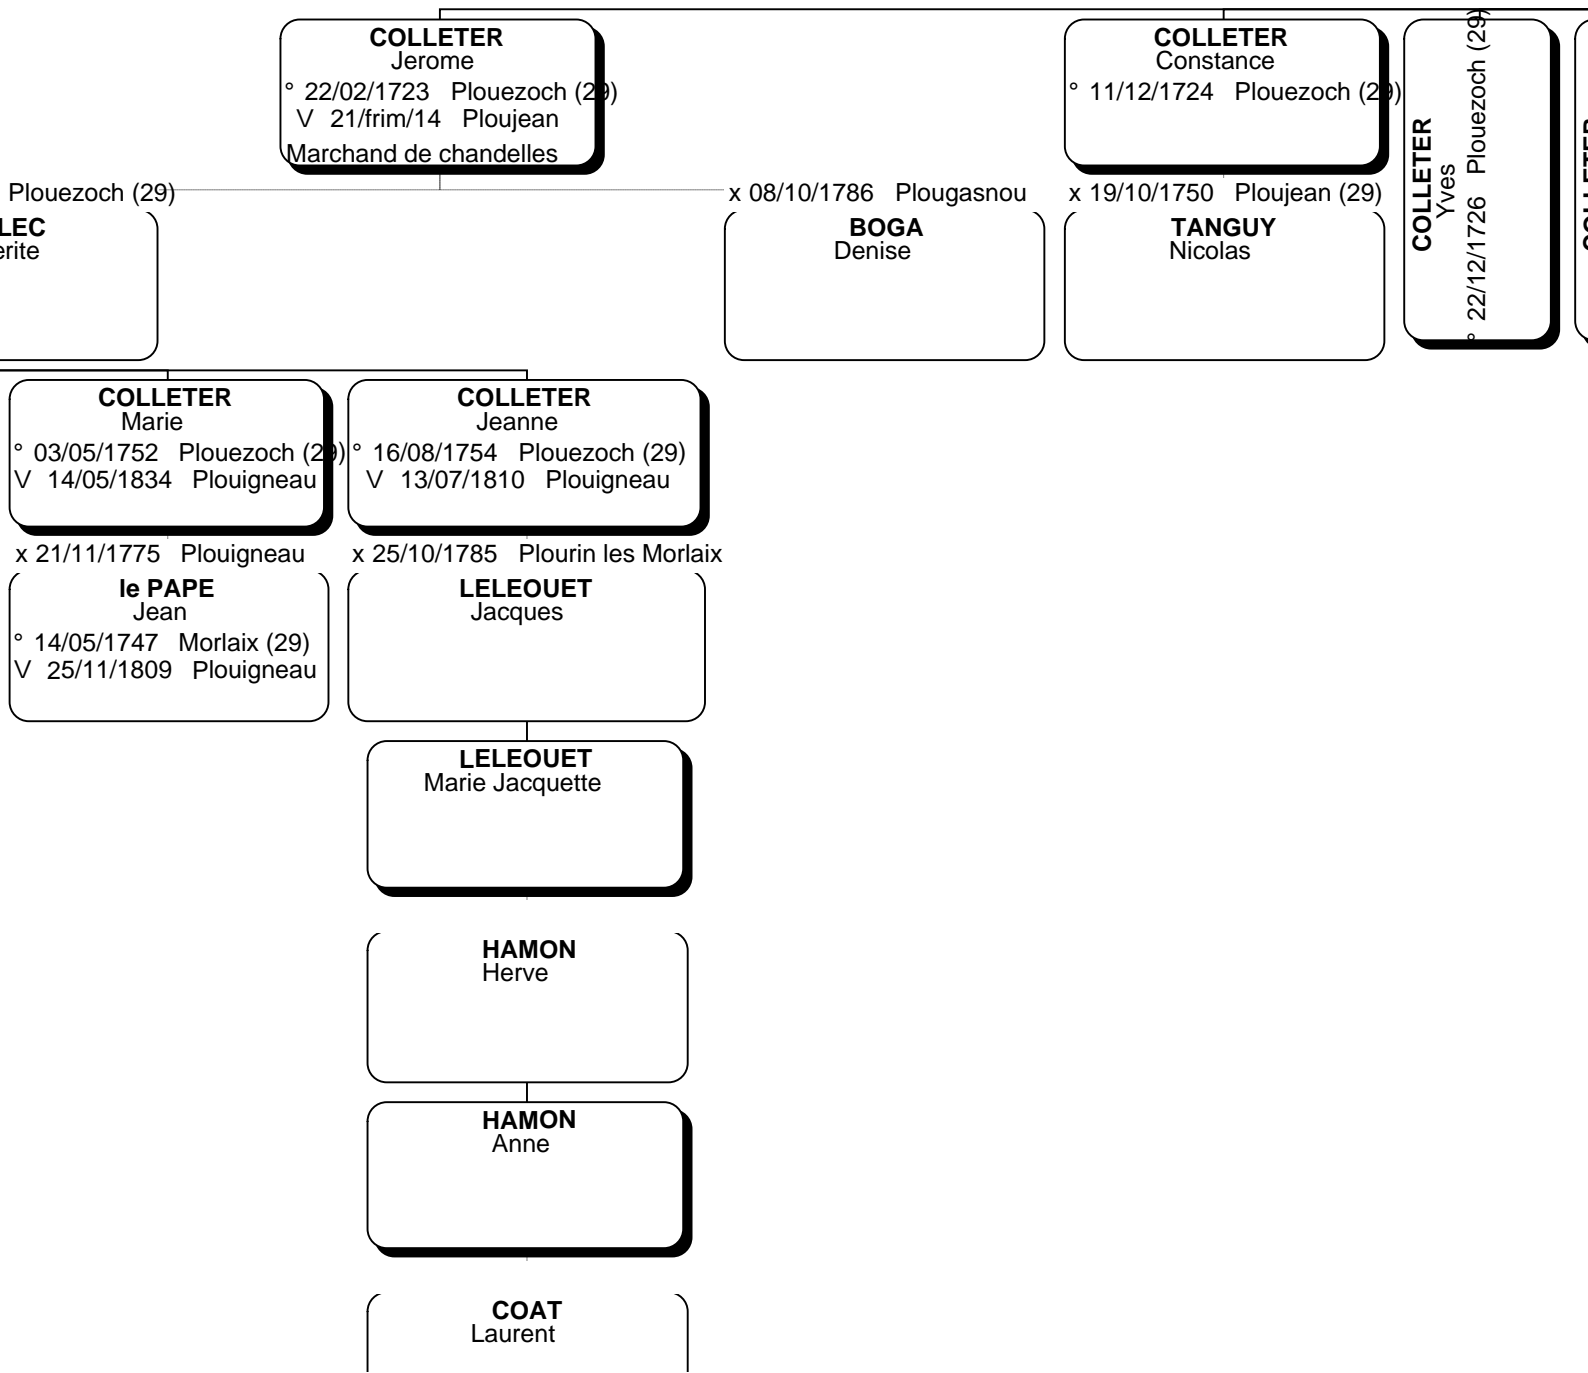 COLLETER
Jerome
° 22/02/1723 Plouezoch (29)
V 21/frim/14 Ploujean
Marchand de chandelles
COLLETER
Constance
° 11/12/1724 Plouezoch (29)
COLLETER
Yves
° 22/12/1726 Plouezoch (29)
COLLETER
Plouezoch (29)
LEC
erite
x 08/10/1786 Plougasnou
BOGA
Denise
x 19/10/1750 Ploujean (29)
TANGUY
Nicolas
COLLETER
Marie
° 03/05/1752 Plouezoch (29)
V 14/05/1834 Plouigneau
COLLETER
Jeanne
° 16/08/1754 Plouezoch (29)
V 13/07/1810 Plouigneau
x 21/11/1775 Plouigneau
le PAPE
Jean
° 14/05/1747 Morlaix (29)
V 25/11/1809 Plouigneau
x 25/10/1785 Plourin les Morlaix
LELEOUET
Jacques
LELEOUET
Marie Jacquette
HAMON
Herve
HAMON
Anne
COAT
Laurent